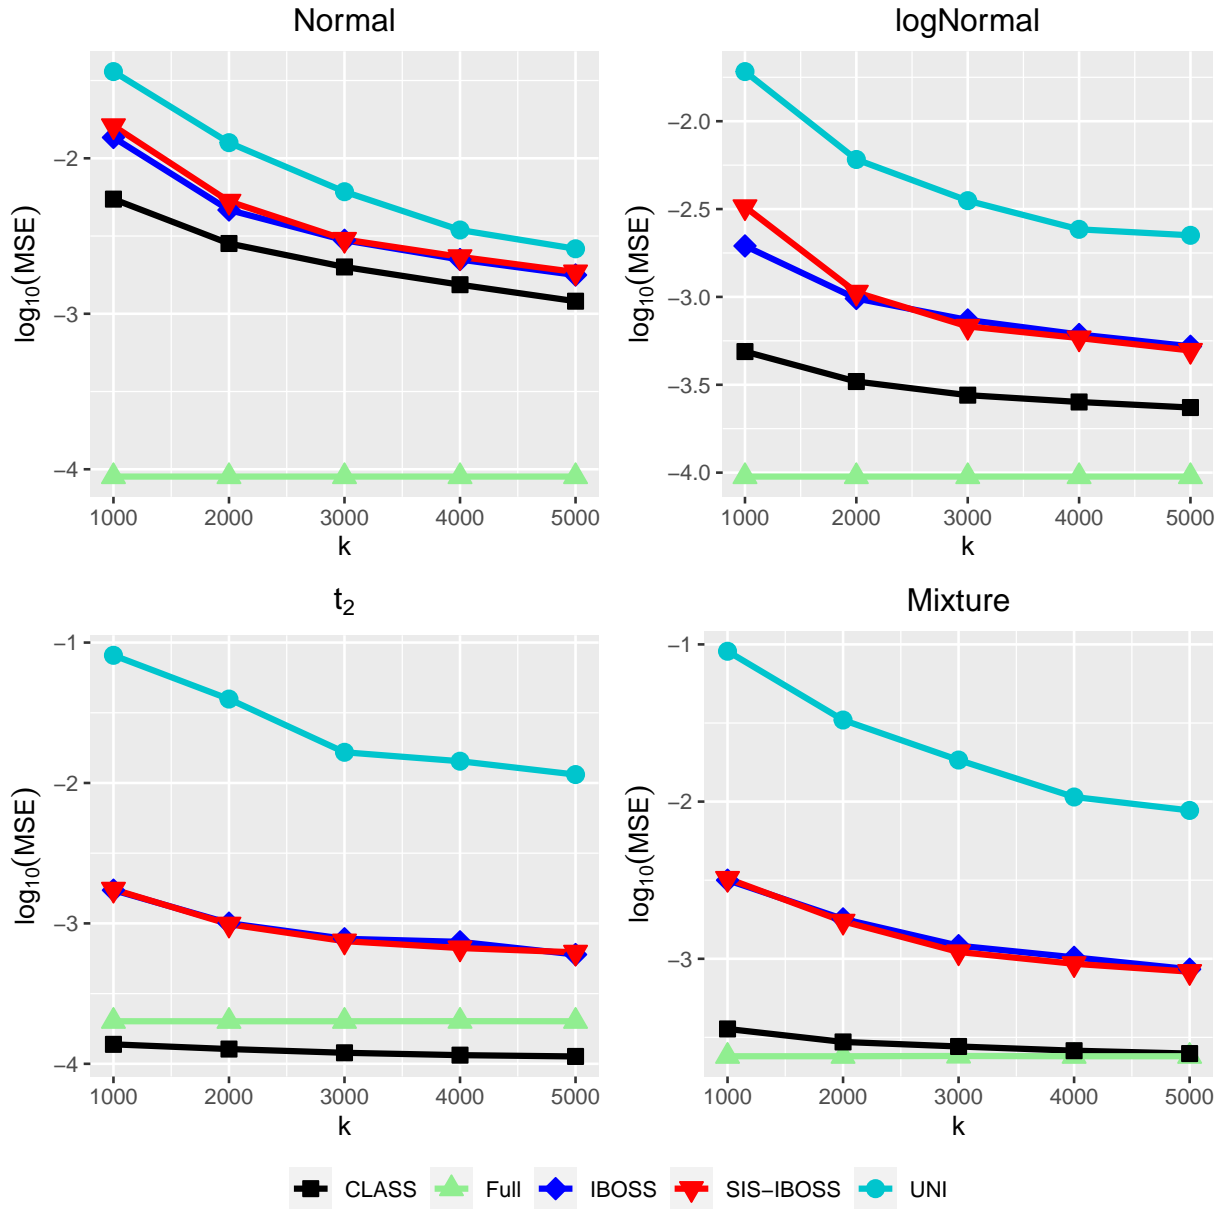 Normal
logNormal
−2
−3
−4
log₁₀(MSE)
1000 2000 3000 4000 5000
k
−2.0
−2.5
−3.0
−3.5
−4.0
log₁₀(MSE)
1000 2000 3000 4000 5000
k
t₂
Mixture
−1
−2
−3
−4
log₁₀(MSE)
1000 2000 3000 4000 5000
k
−1
−2
−3
log₁₀(MSE)
1000 2000 3000 4000 5000
k
CLASS Full IBOSS SIS−IBOSS UNI